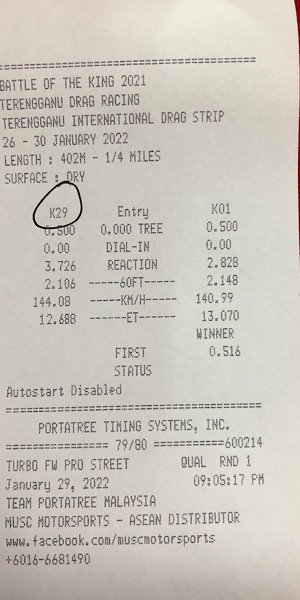 ================================
BATTLE OF THE KING 2021
TERENGGANU DRAG RACING
TERENGGANU INTERNATIONAL DRAG STRIP
26 - 30 JANUARY 2022
LENGTH : 402M - 1/4 MILES
SURFACE : DRY
K29 Entry K01
0.500 0.000 TREE 0.500
0.00 DIAL-IN 0.00
3.726 REACTION 2.828
2.106 -----60FT----- 2.148
144.08 -----KM/H----- 140.99
12.688 ------ET------ 13.070
WINNER
FIRST 0.516
STATUS
Autostart Disabled
================================
PORTATREE TIMING SYSTEMS, INC.
============== 79/80 ===========600214
TURBO FW PRO STREET QUAL RND 1
January 29, 2022 09:05:17 PM
TEAM PORTATREE MALAYSIA
MUSC MOTORSPORTS - ASEAN DISTRIBUTOR
www.facebook.com/muscmotorsports
+6016-6681490